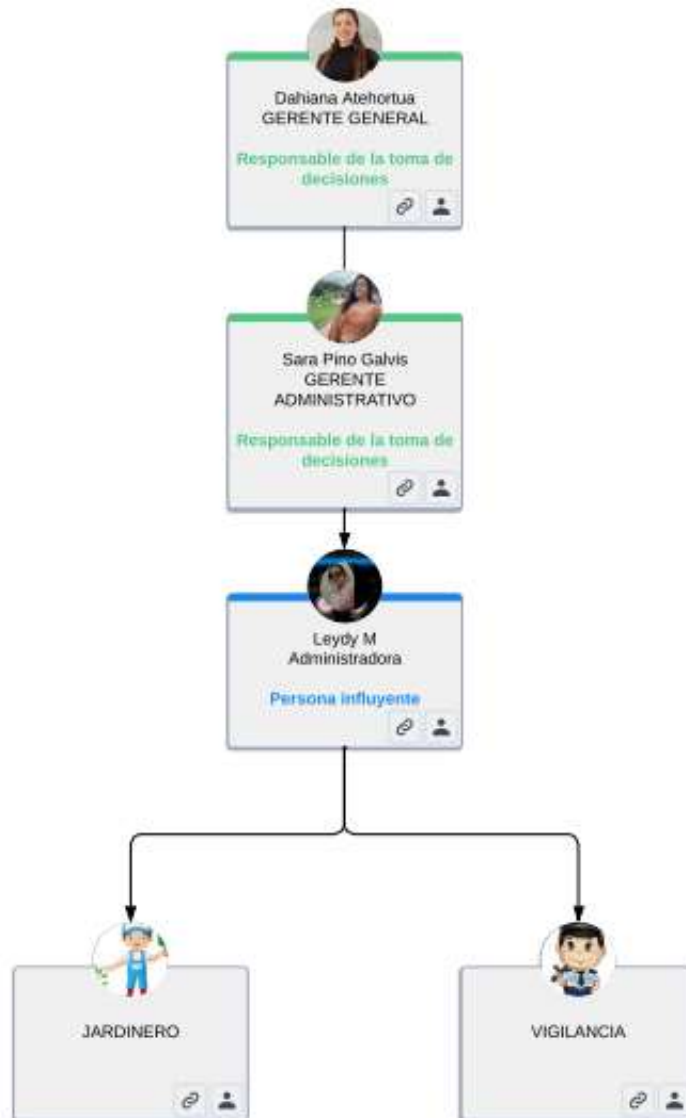 Dahiana Atehortua
GERENTE GENERAL
Responsable de la toma de
decisiones
Sara Pino Galvis
GERENTE
ADMINISTRATIVO
Responsable de la toma de
decisiones
Leydy M
Administradora
Persona influyente
JARDINERO
VIGILANCIA